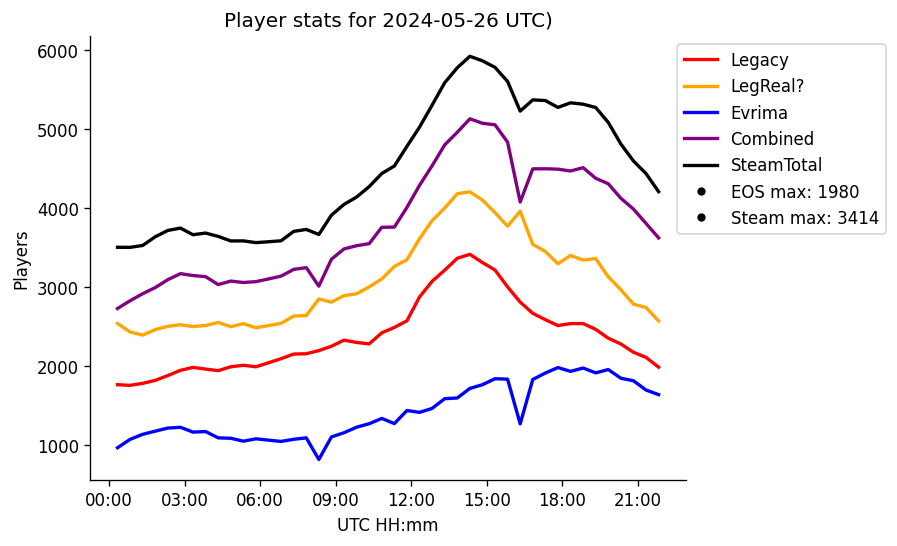 Player stats for 2024-05-26 UTC)
6000
5000
4000
3000
2000
1000
Players
00:00 03:00 06:00 09:00 12:00 15:00 18:00 21:00
UTC HH:mm
Legacy
LegReal?
Evrima
Combined
SteamTotal
EOS max: 1980
Steam max: 3414